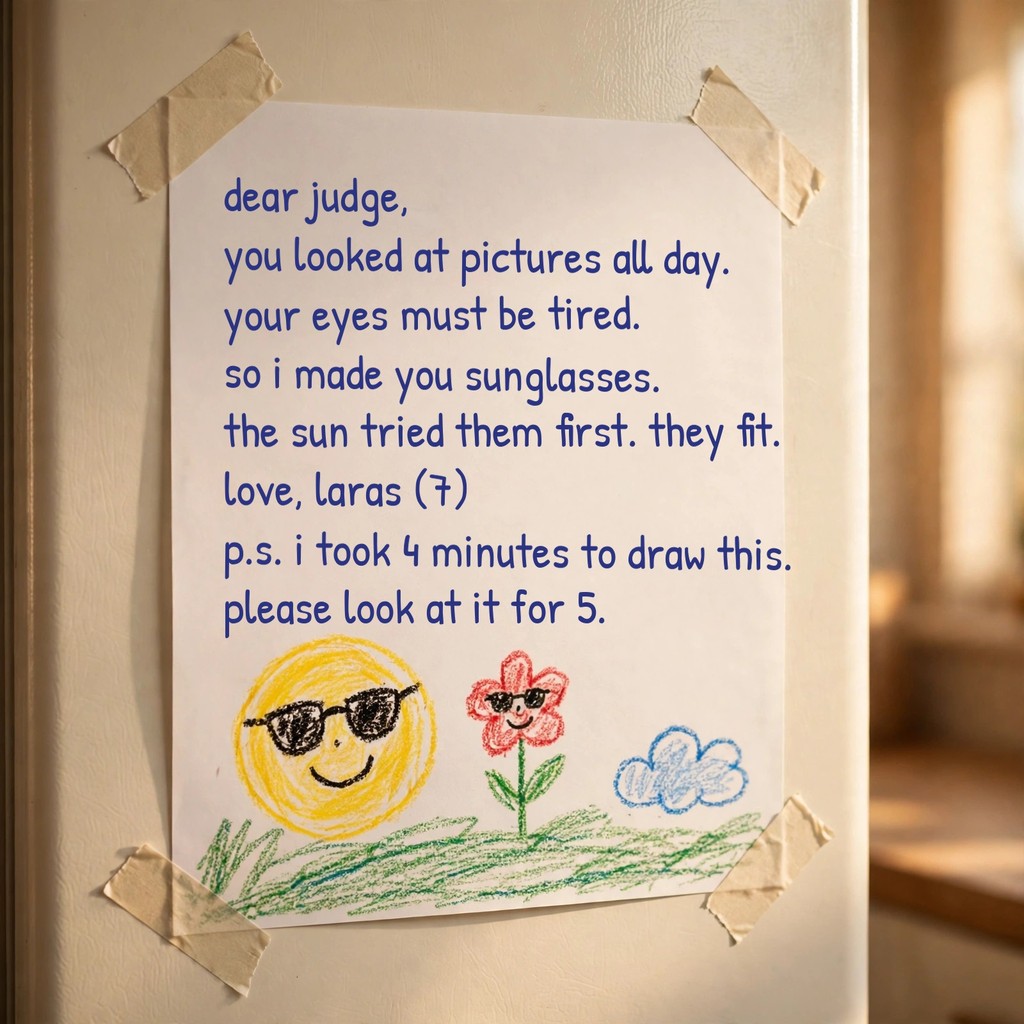 dear judge,
you looked at pictures all day.
your eyes must be tired.
so i made you sunglasses.
the sun tried them first. they fit.
love, laras (7)
p.s. i took 4 minutes to draw this.
please look at it for 5.